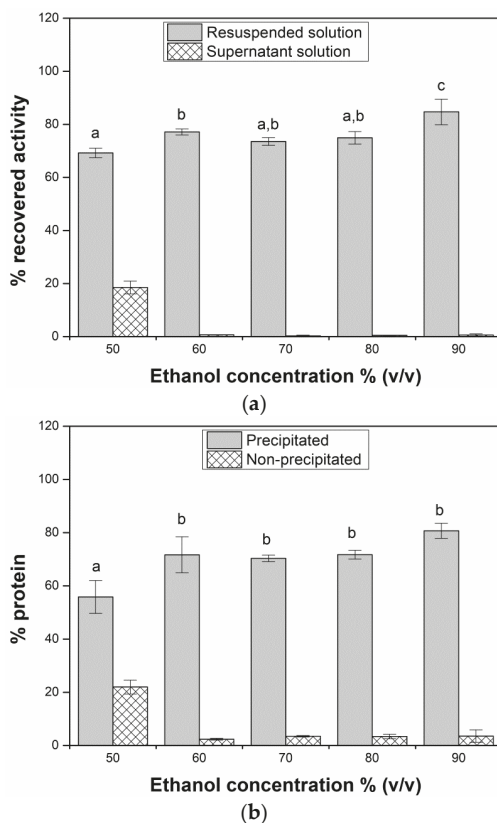 Resuspended solution
Supernatant solution
120
100
80
60
40
20
0
% recovered activity
a
b
a,b
a,b
c
50 60 70 80 90
Ethanol concentration % (v/v)
(a)
Precipitated
Non-precipitated
120
100
80
60
40
20
0
% protein
a
b
b
b
b
50 60 70 80 90
Ethanol concentration % (v/v)
(b)